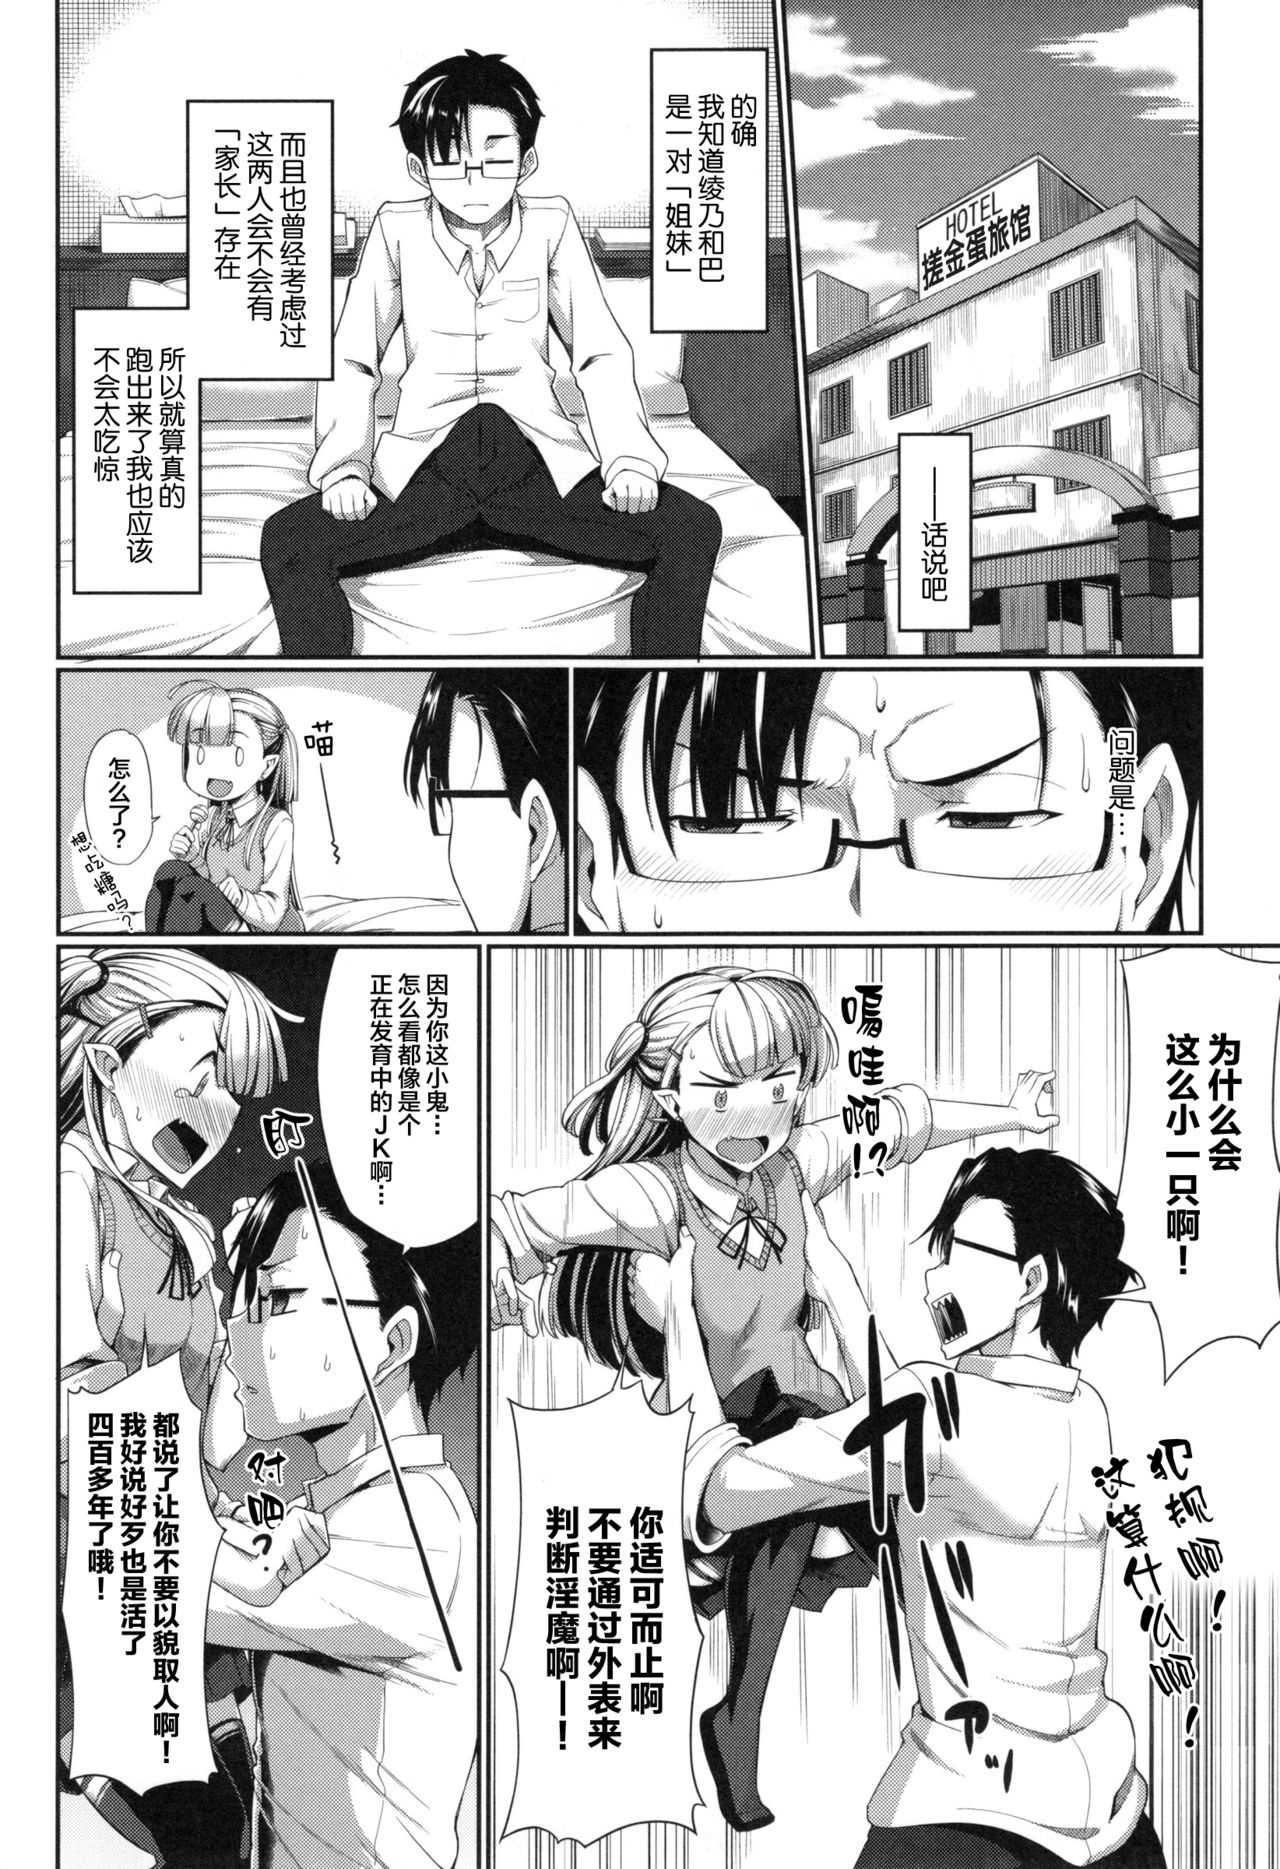 HOTEL
搓金蛋旅馆
——话说吧
的确
我知道绫乃和巴
是一对「姐妹」
而且也曾经考虑过
这两人会不会有
「家长」存在
所以就算真的
跑出来了我也应该
不会太吃惊
问题是…
喵
怎么了?
想吃糖吗?
为什么会
这么小一只啊!
呜哇啊!?
犯规会!
这算什么会!
ガッ
アッ
你适可而止啊
不要通过外表来
判断淫魔啊—!
因为你这小鬼…
怎么看都像是个
正在发育中的JK啊…
对吧?
都说了让你不要以貌取人啊!
我好说好歹也是活了
四百多年了哦!